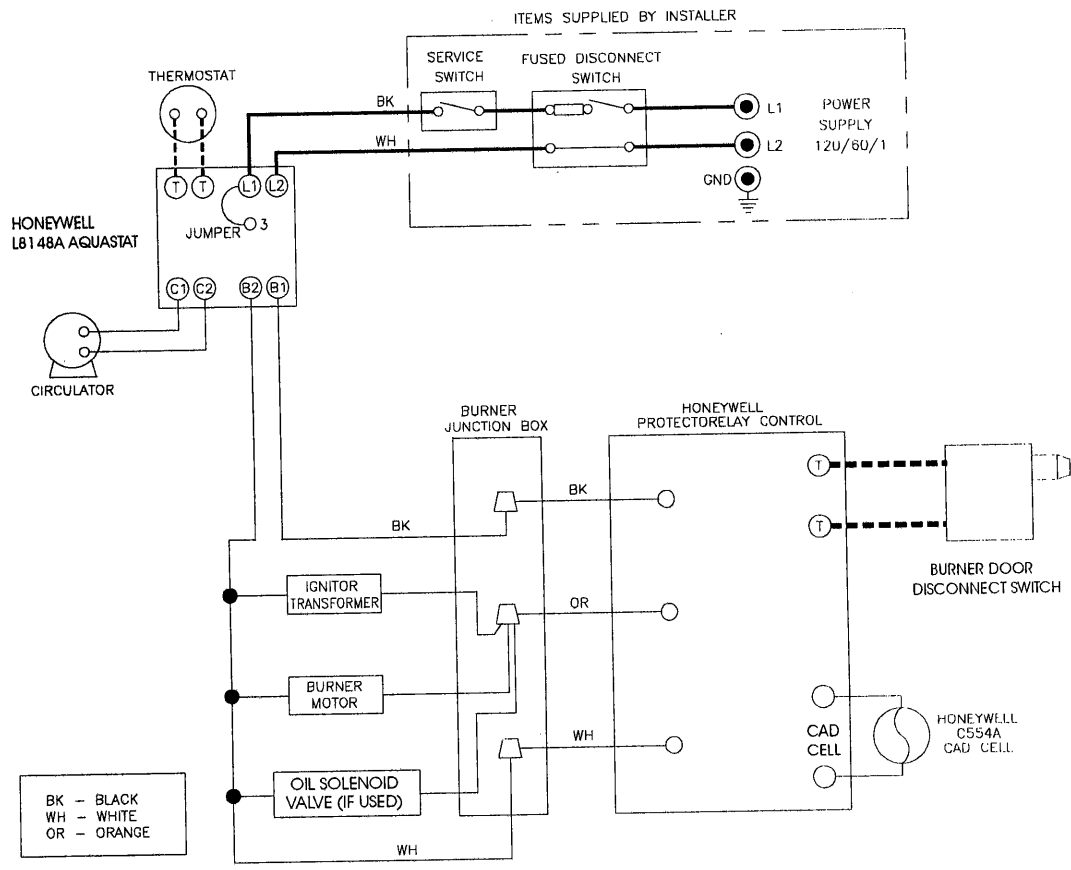 ITEMS SUPPLIED BY INSTALLER
SERVICE
SWITCH
FUSED DISCONNECT
SWITCH
THERMOSTAT
BK
L1
POWER
SUPPLY
120/60/1
WH
L2
GND
T T L1 L2
HONEYWELL
L8148A AQUASTAT
JUMPER 3
C1 C2 B2 B1
CIRCULATOR
BURNER
JUNCTION BOX
HONEYWELL
PROTECTORELAY CONTROL
T
BK
BK
T
BURNER DOOR
DISCONNECT SWITCH
IGNITOR
TRANSFORMER
OR
BURNER
MOTOR
WH
CAD
CELL
HONEYWELL
C554A
CAD CELL
OIL SOLENOID
VALVE (IF USED)
BK – BLACK
WH – WHITE
OR – ORANGE
WH